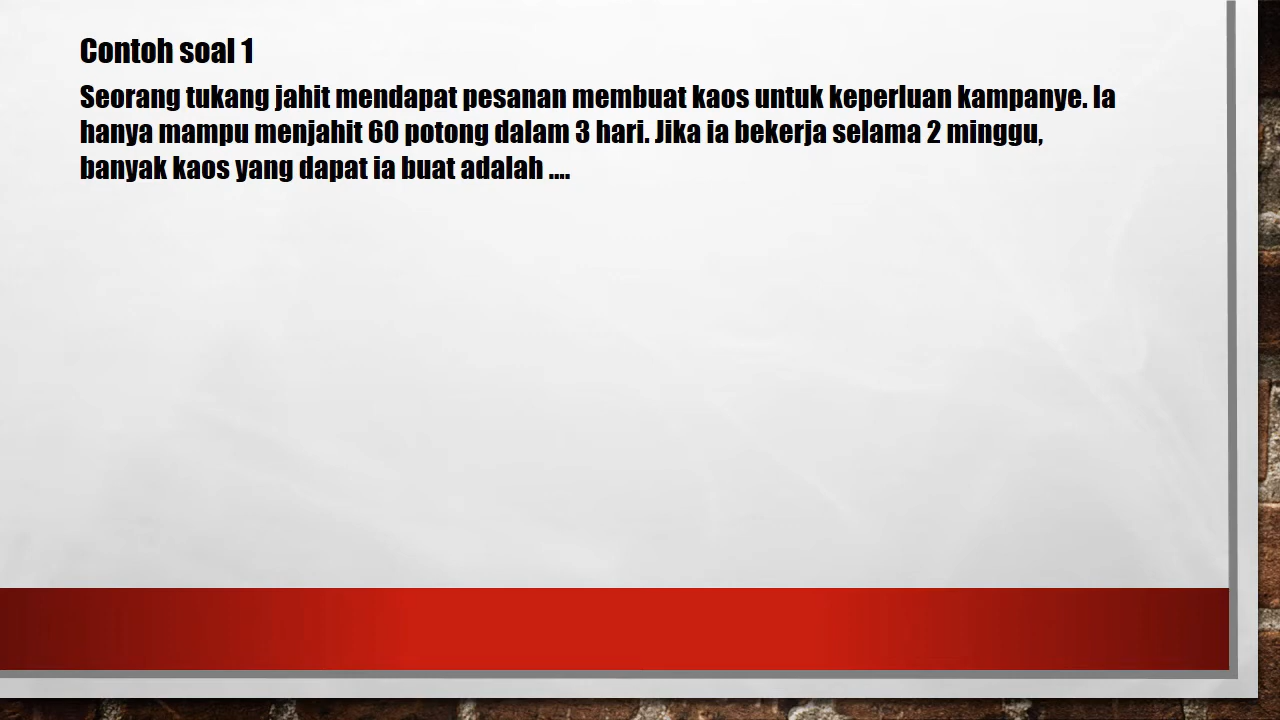 Contoh soal 1
Seorang tukang jahit mendapat pesanan membuat kaos untuk keperluan kampanye. Ia
hanya mampu menjahit 60 potong dalam 3 hari. Jika ia bekerja selama 2 minggu,
banyak kaos yang dapat ia buat adalah ....